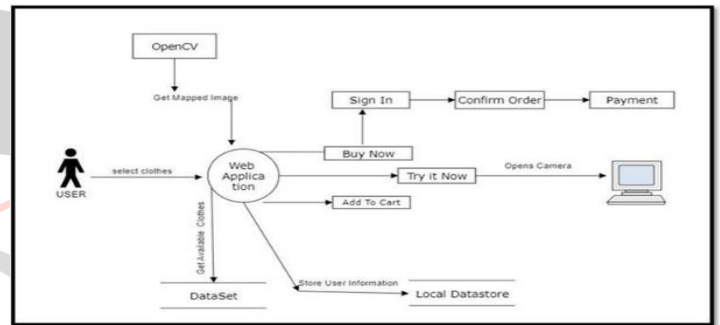 OpenCV
Get Mapped Image
Sign In
Confirm Order
Payment
Buy Now
select clothes
USER
Web
Applica
tion
Try it Now
Opens Camera
Add To Cart
Get Available Clothes
Store User Information
DataSet
Local Datastore